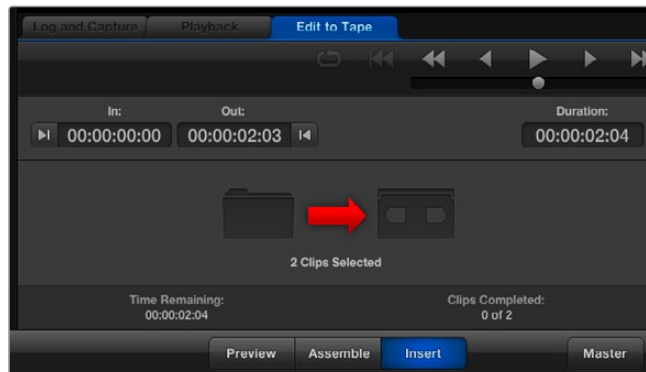 Log and Capture Playback Edit to Tape
In: Out: Duration:
00:00:00:00 00:00:02:03 00:00:02:04
2 Clips Selected
Time Remaining: Clips Completed:
00:00:02:04 0 of 2
Preview Assemble Insert Master